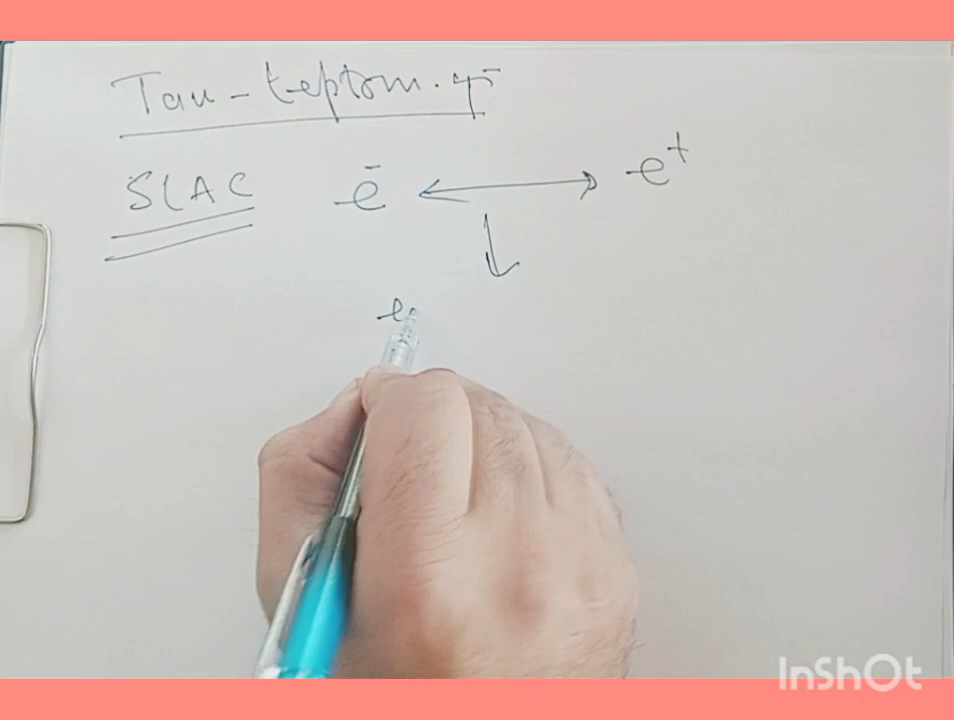 Tau-lepton. τ⁻
SLAC e⁻ ↔ e⁺
↓
e
InShOt